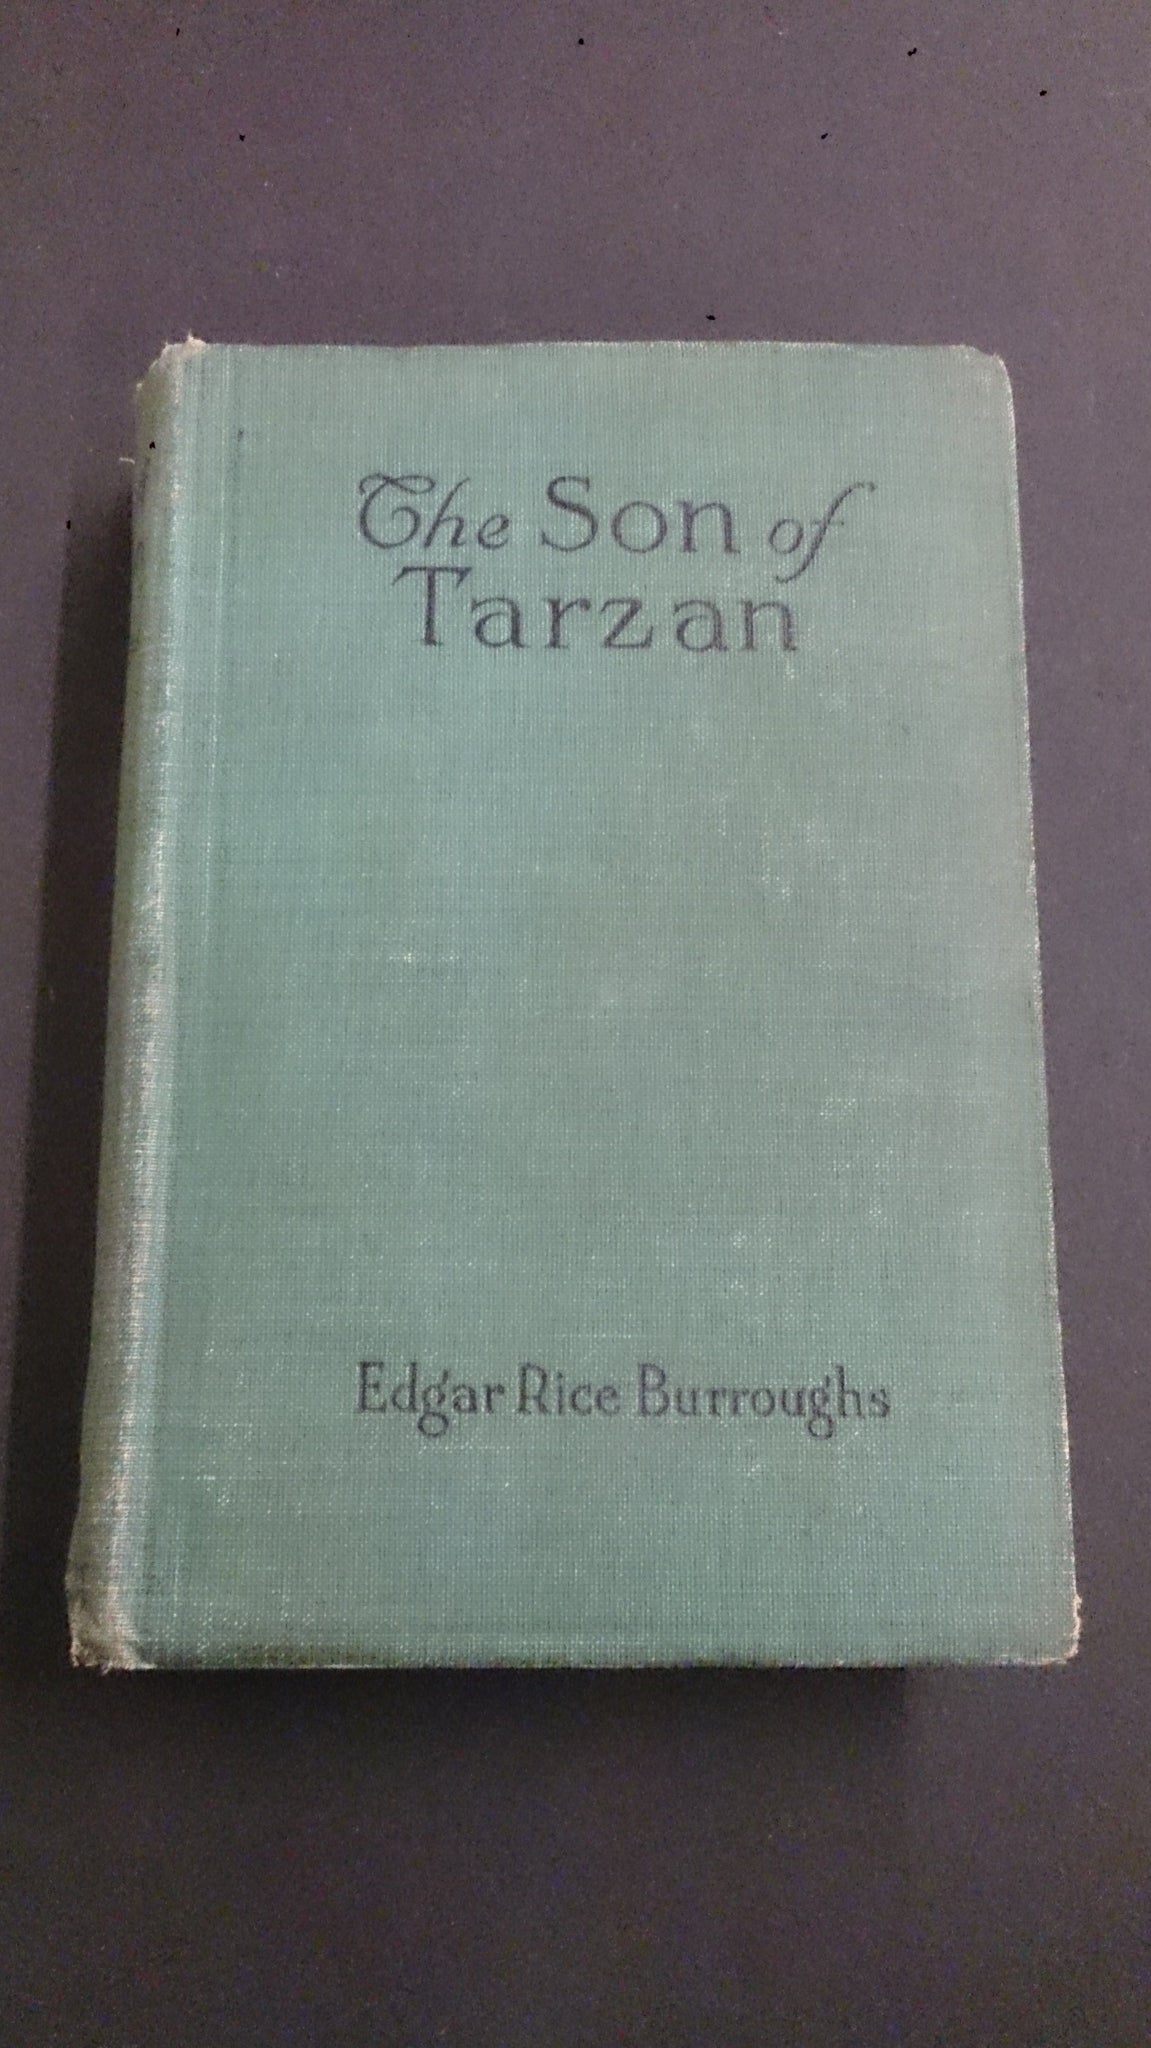 The Son of
Tarzan
Edgar Rice Burroughs